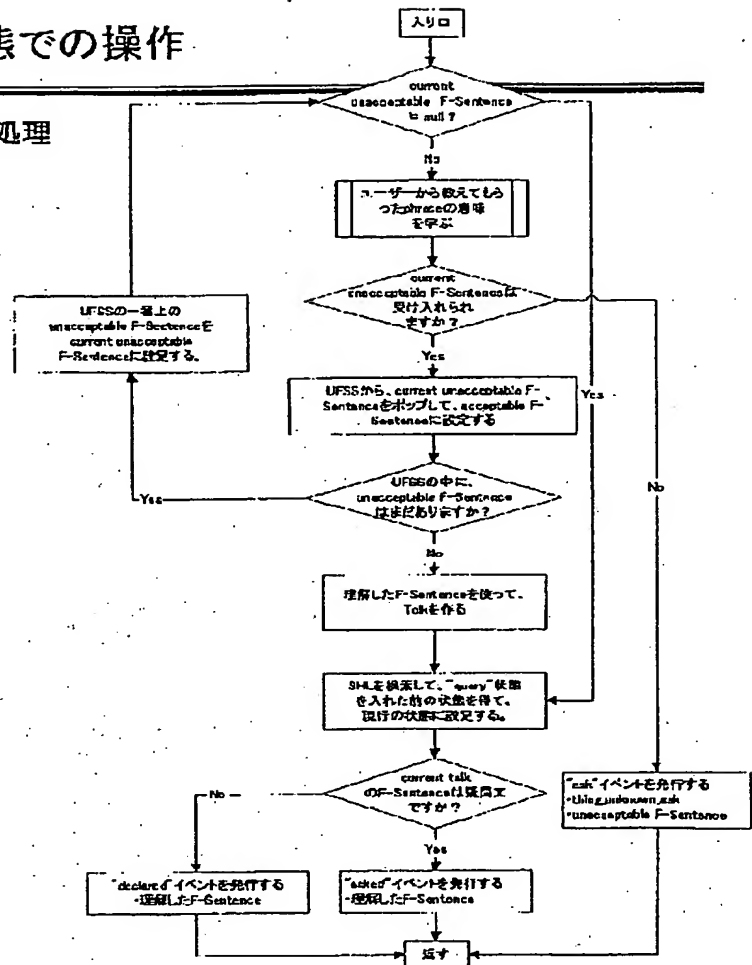 態での操作
処理
入り口
current
unacceptable F-Sentence
は null ?
No
ユーザーから教えてもら
ったphraseの意味
を学ぶ
current
unacceptable F-Sentenceは
受け入れられ
ますか?
UFSSの一番上の
unacceptable F-Sentenceを
current unacceptable
F-Sentenceに設定する。
Yes
UFSSから、current unacceptable F-
Sentenceをポップして、acceptable F-
Sentenceに設定する
Yes
No
UFSSの中に、
unacceptable F-Sentence
はまだありますか?
Yes
No
理解したF-Sentenceを使って、
Talkを作る
SHLを検索して、"query"状態
を入れた前の状態を得て、
現行の状態に設定する。
current talk
のF-Sentenceは疑問文
ですか?
No
Yes
"ask"イベントを発行する
-thing_unknown_ask
-unacceptable F-Sentence
"declared"イベントを発行する
-理解したF-Sentence
"asked"イベントを発行する
-理解したF-Sentence
返す